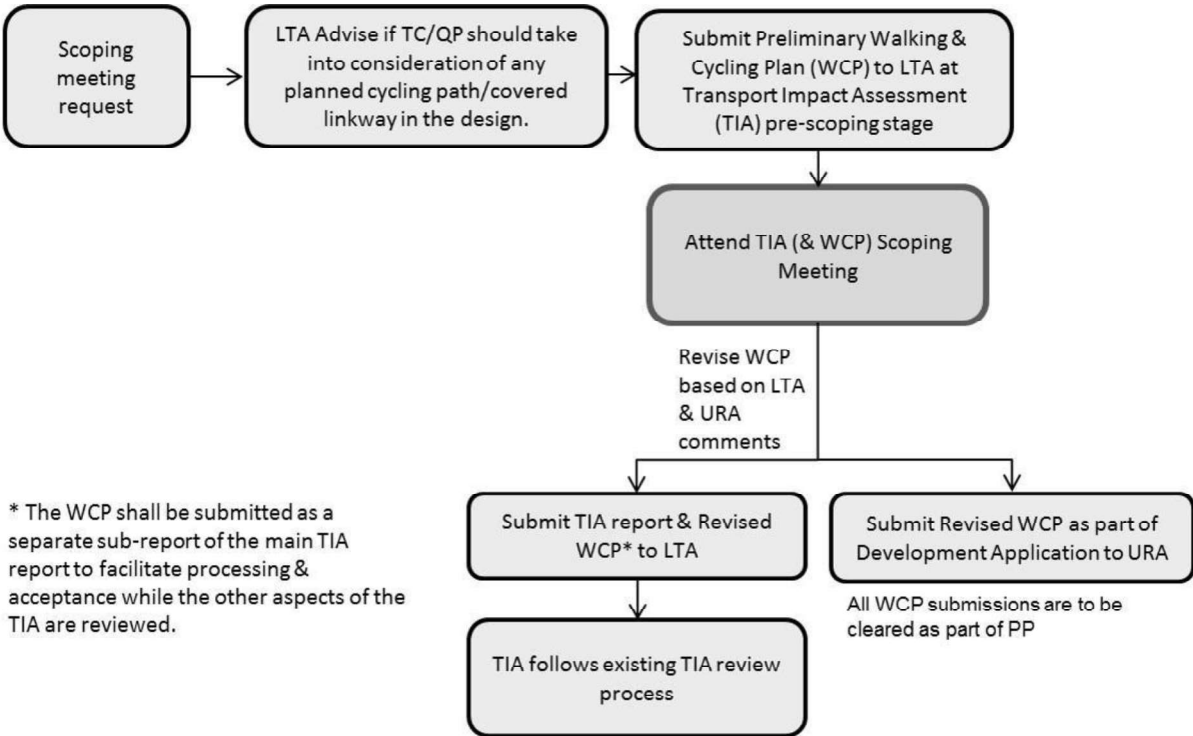 Scoping
meeting
request
LTA Advise if TC/QP should take
into consideration of any
planned cycling path/covered
linkway in the design.
Submit Preliminary Walking &
Cycling Plan (WCP) to LTA at
Transport Impact Assessment
(TIA) pre-scoping stage
Attend TIA (& WCP) Scoping
Meeting
Revise WCP
based on LTA
& URA
comments
Submit TIA report & Revised
WCP* to LTA
Submit Revised WCP as part of
Development Application to URA
All WCP submissions are to be
cleared as part of PP
TIA follows existing TIA review
process
* The WCP shall be submitted as a
separate sub-report of the main TIA
report to facilitate processing &
acceptance while the other aspects of the
TIA are reviewed.